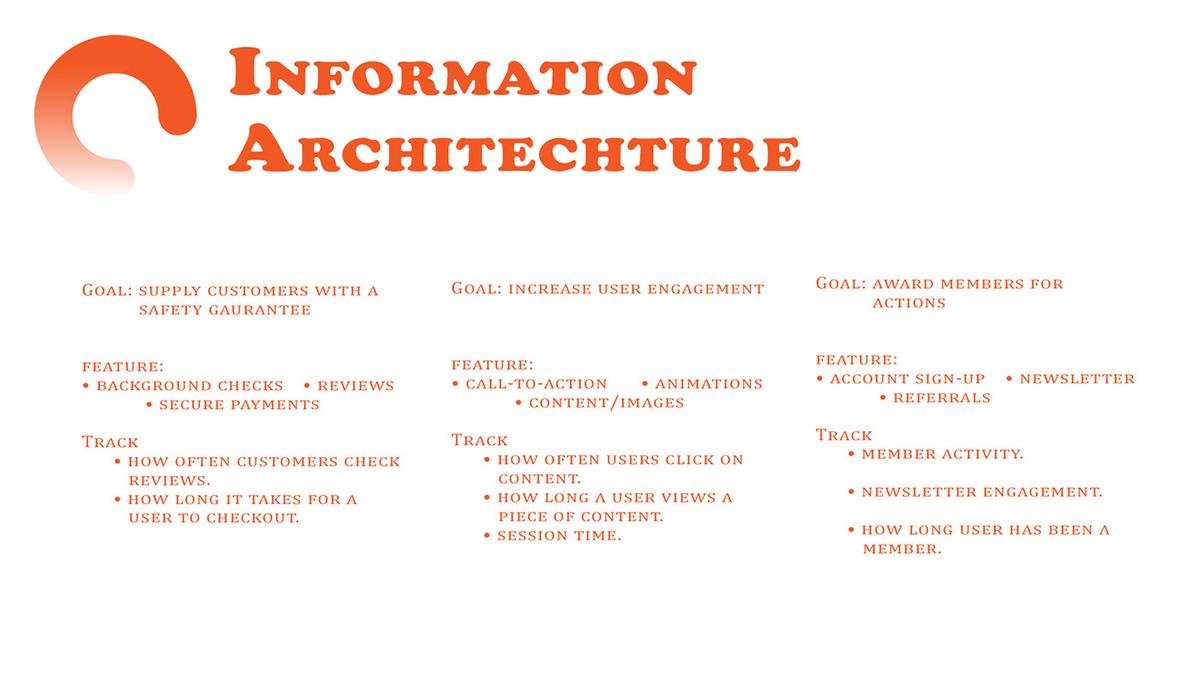 Information
Architechture
Goal: supply customers with a
safety gaurantee
feature:
• background checks • reviews
• secure payments
Track
• how often customers check
reviews.
• how long it takes for a
user to checkout.
Goal: increase user engagement
feature:
• call-to-action • animations
• content/images
Track
• how often users click on
content.
• how long a user views a
piece of content.
• session time.
Goal: award members for
actions
feature:
• account sign-up • newsletter
• referrals
Track
• member activity.
• newsletter engagement.
• how long user has been a
member.